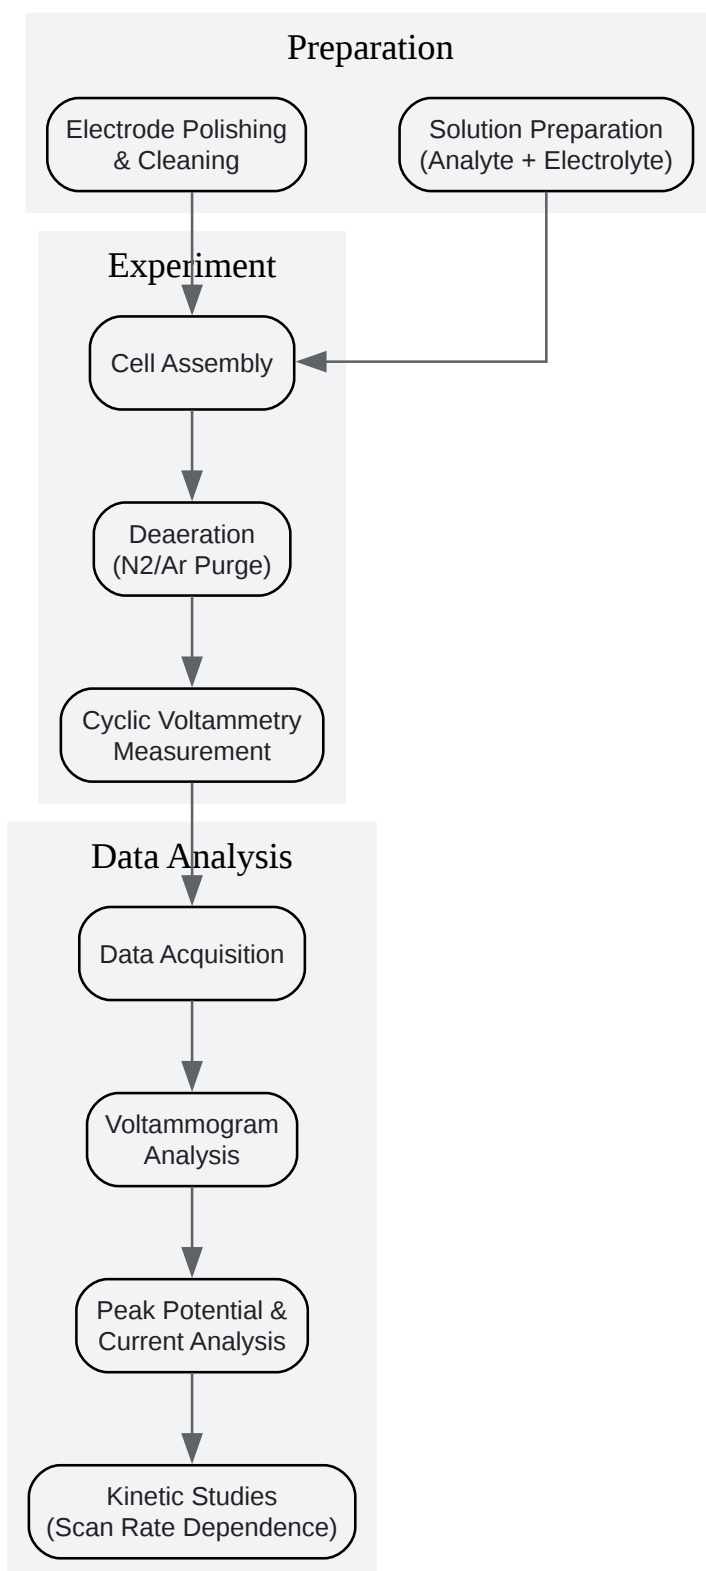 Preparation
Electrode Polishing
& Cleaning
Solution Preparation
(Analyte + Electrolyte)
Experiment
Cell Assembly
Deaeration
(N2/Ar Purge)
Cyclic Voltammetry
Measurement
Data Analysis
Data Acquisition
Voltammogram
Analysis
Peak Potential &
Current Analysis
Kinetic Studies
(Scan Rate Dependence)